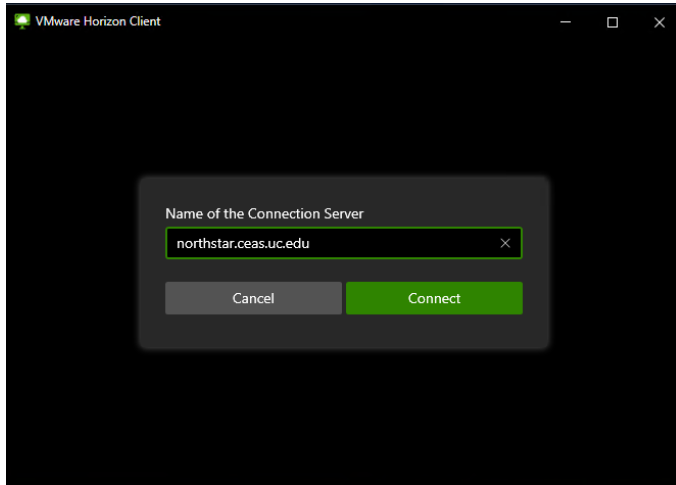 VMware Horizon Client
Name of the Connection Server
northstar.ceas.uc.edu
Cancel Connect